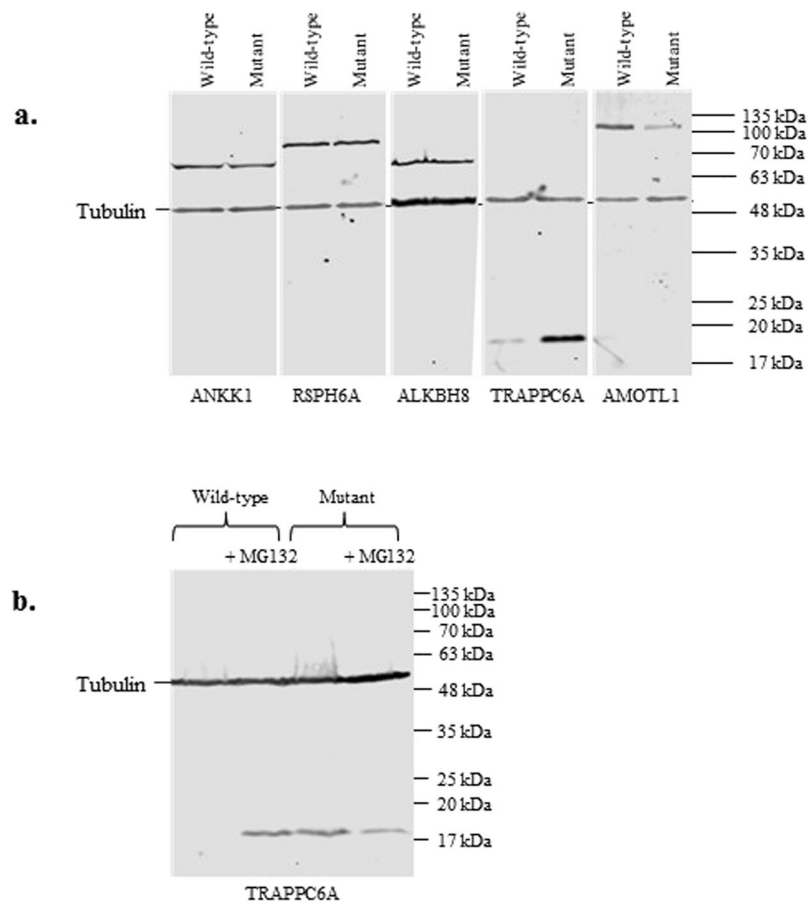 Wild-type Mutant Wild-type Mutant Wild-type Mutant Wild-type Mutant Wild-type Mutant
a.
135 kDa
100 kDa
70 kDa
63 kDa
Tubulin
48 kDa
35 kDa
25 kDa
20 kDa
17 kDa
ANKK1 RSPH6A ALKBH8 TRAPPC6A AMOTL1
Wild-type Mutant
+ MG132 + MG132
b.
135 kDa
100 kDa
70 kDa
63 kDa
Tubulin
48 kDa
35 kDa
25 kDa
20 kDa
17 kDa
TRAPPC6A